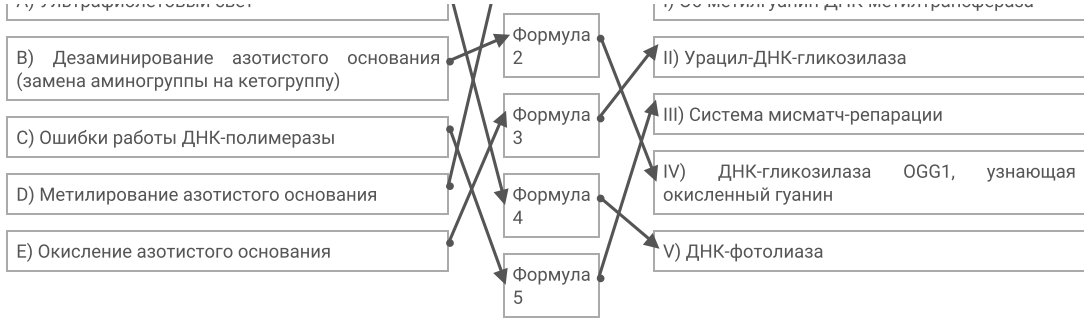 A) Ультрафиолетовый свет
B) Дезаминирование азотистого основания
(замена аминогруппы на кетогруппу)
C) Ошибки работы ДНК-полимеразы
D) Метилирование азотистого основания
E) Окисление азотистого основания
Формула
2
Формула
3
Формула
4
Формула
5
II) Урацил-ДНК-гликозилаза
III) Система мисматч-репарации
IV) ДНК-гликозилаза OGG1, узнающая
окисленный гуанин
V) ДНК-фотолиаза